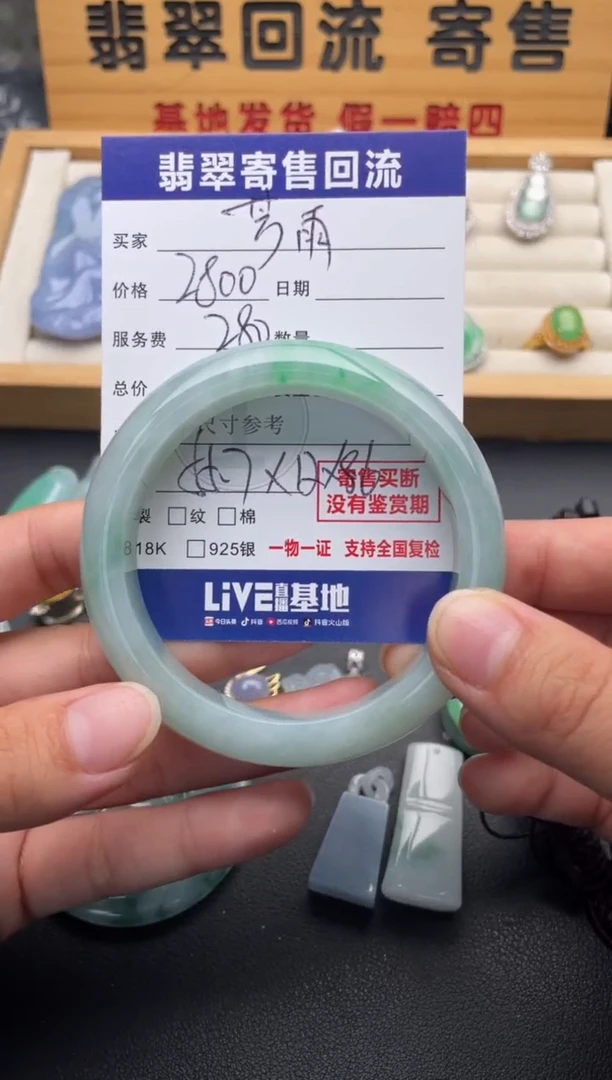 翡翠回流 寄售
基地发货 假一赔四
翡翠寄售回流
买家
价格 2800 日期
服务费 280 数量
总价
尺寸参考
寄售买断
没有鉴赏期
裂 □纹 □棉
18K □925银 一物一证 支持全国复检
LiVE直播基地
今日头条 抖音 西瓜视频 抖音火山版